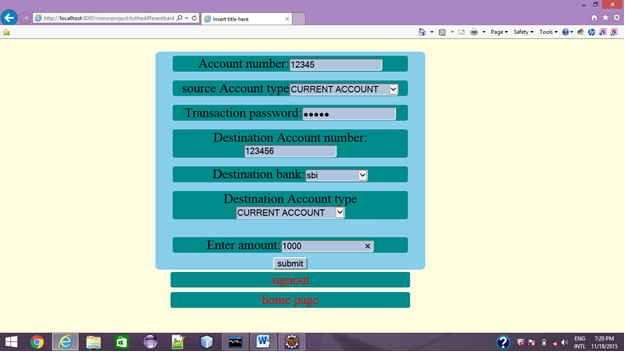 http://localhost:8080/minorproject/tothedifferentbank
Insert title here
Page
Safety
Tools
Account number: 12345
source Account type CURRENT ACCOUNT
Transaction password: •••••
Destination Account number:
123456
Destination bank: sbi
Destination Account type
CURRENT ACCOUNT
Enter amount: 1000
submit
signout
home page
ENG 7:20 PM
INTL 11/18/2015